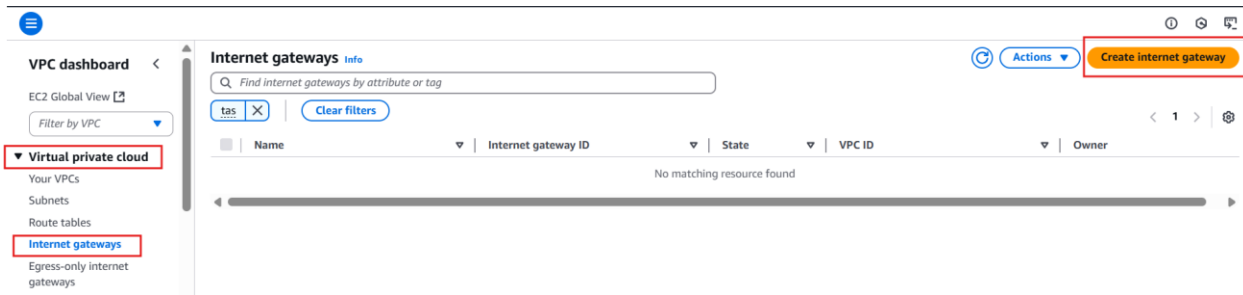 VPC dashboard
EC2 Global View
Filter by VPC
Virtual private cloud
Your VPCs
Subnets
Route tables
Internet gateways
Egress-only internet
gateways
Internet gateways Info
Actions
Create internet gateway
Find internet gateways by attribute or tag
tas
Clear filters
1
Name Internet gateway ID State VPC ID Owner
No matching resource found